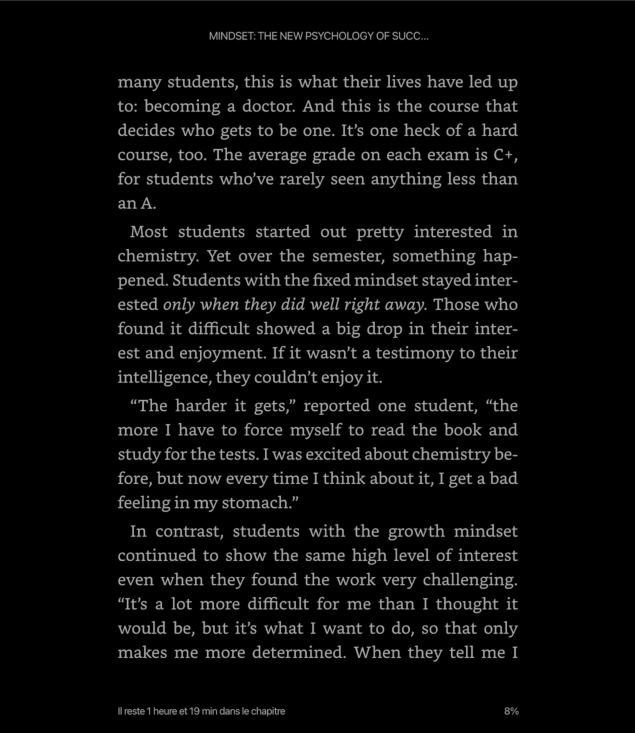 MINDSET: THE NEW PSYCHOLOGY OF SUCC...
many students, this is what their lives have led up
to: becoming a doctor. And this is the course that
decides who gets to be one. It’s one heck of a hard
course, too. The average grade on each exam is C+,
for students who’ve rarely seen anything less than
an A.
Most students started out pretty interested in
chemistry. Yet over the semester, something hap-
pened. Students with the fixed mindset stayed inter-
ested only when they did well right away. Those who
found it difficult showed a big drop in their inter-
est and enjoyment. If it wasn’t a testimony to their
intelligence, they couldn’t enjoy it.
“The harder it gets,” reported one student, “the
more I have to force myself to read the book and
study for the tests. I was excited about chemistry be-
fore, but now every time I think about it, I get a bad
feeling in my stomach.”
In contrast, students with the growth mindset
continued to show the same high level of interest
even when they found the work very challenging.
“It’s a lot more difficult for me than I thought it
would be, but it’s what I want to do, so that only
makes me more determined. When they tell me I
Il reste 1 heure et 19 min dans le chapitre
8%